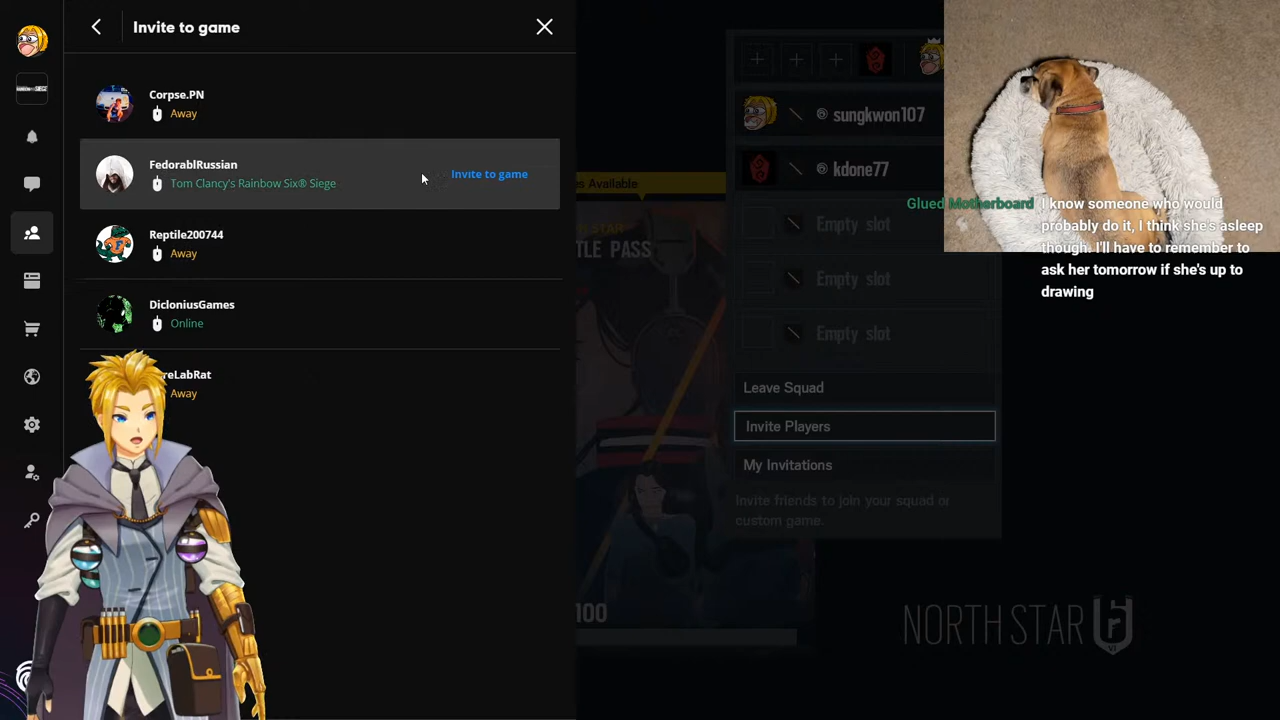 Invite to game
Corpse.PN
Away
FedorablRussian
Tom Clancy's Rainbow Six® Siege
Invite to game
Reptile200744
Away
DicloniusGames
Online
reLabRat
Away
sungkwon107
kdone77
Empty slot
Empty slot
Empty slot
Leave Squad
Invite Players
My Invitations
Invite friends to join your squad or
custom game.
Available
STAR
TLE PASS
100
NORTH STAR
Glued Motherboard I know someone who would
probably do it, I think she's asleep
though. I'll have to remember to
ask her tomorrow if she's up to
drawing